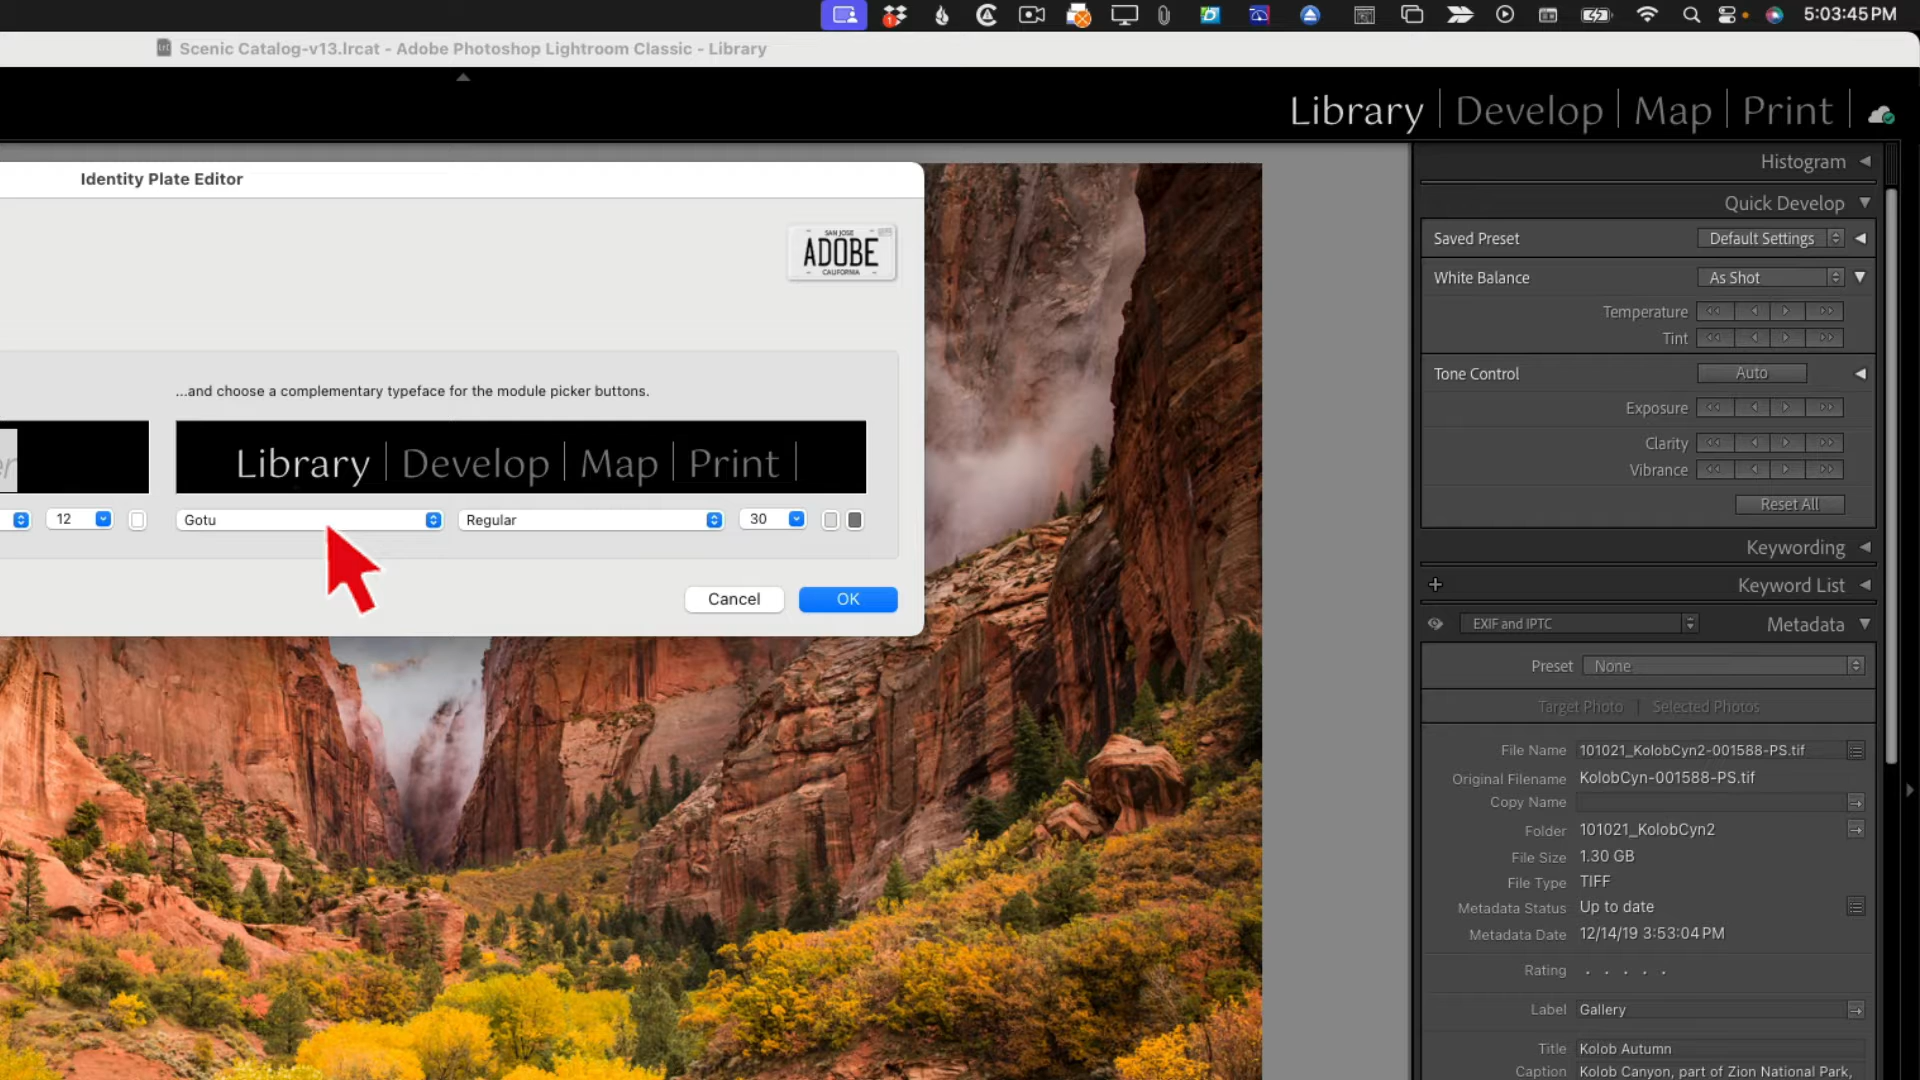 5:03:45 PM
Scenic Catalog-v13.lrcat - Adobe Photoshop Lightroom Classic - Library
Library | Develop | Map | Print |
Identity Plate Editor
SAN JOSE
ADOBE
CALIFORNIA
...and choose a complementary typeface for the module picker buttons.
er
Library | Develop | Map | Print |
12
Gotu
Regular
30
Cancel
OK
Histogram
Quick Develop
Saved Preset
Default Settings
White Balance
As Shot
Temperature
Tint
Tone Control
Auto
Exposure
Clarity
Vibrance
Reset All
Keywording
+ Keyword List
EXIF and IPTC
Metadata
Preset
None
Target Photo | Selected Photos
File Name 101021_KolobCyn2-001588-PS.tif
Original Filename KolobCyn-001588-PS.tif
Copy Name
Folder 101021_KolobCyn2
File Size 1.30 GB
File Type TIFF
Metadata Status Up to date
Metadata Date 12/14/19 3:53:04 PM
Rating . . . . .
Label Gallery
Title Kolob Autumn
Caption Kolob Canyon, part of Zion National Park,